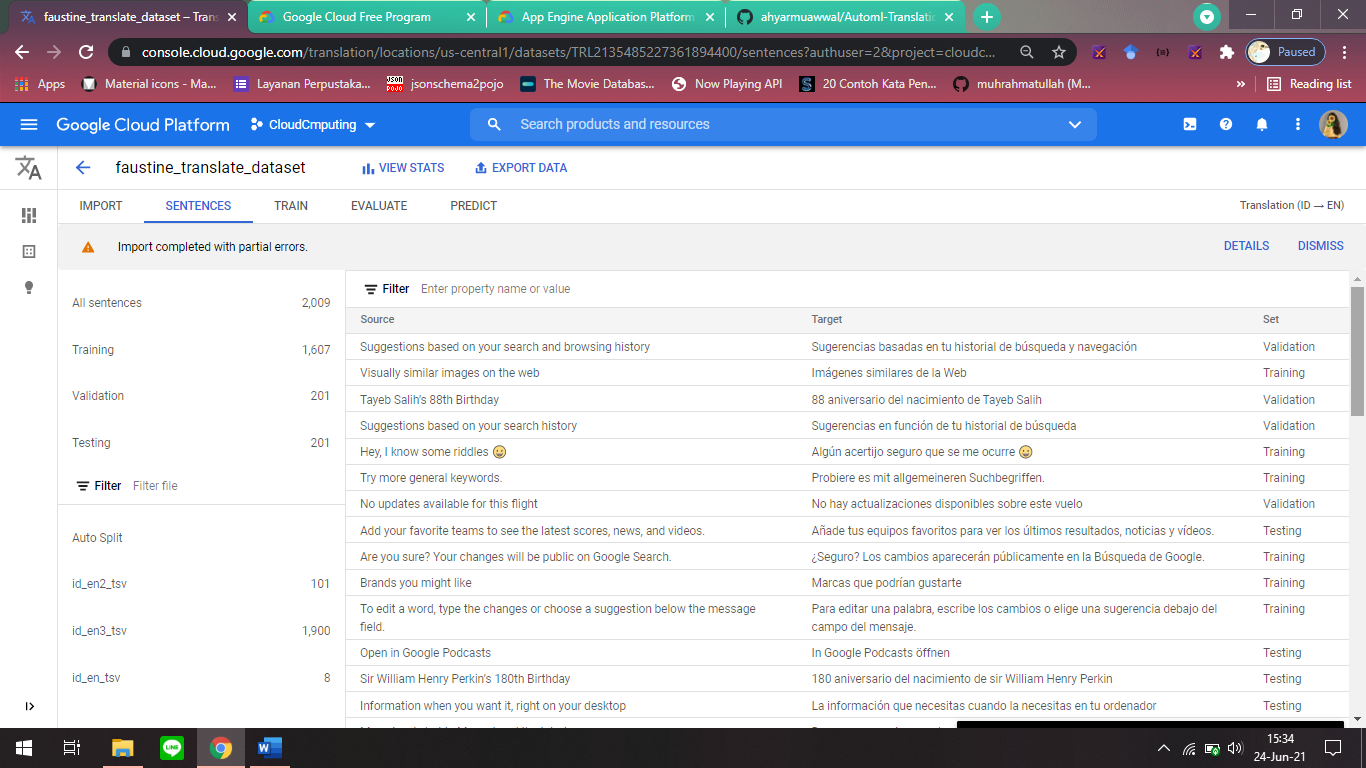 faustine_translate_dataset – Trans
Google Cloud Free Program
App Engine Application Platform
ahyarmuawwal/Automl-Translatio
console.cloud.google.com/translation/locations/us-central1/datasets/TRL2135485227361894400/sentences?authuser=2&project=cloudc...
Paused
Apps
Material icons - Ma...
Layanan Perpustaka...
jsonschema2pojo
The Movie Databas...
Now Playing API
20 Contoh Kata Pen...
muhrahmatullah (M...
»
Reading list
Google Cloud Platform
CloudCmputing
Search products and resources
faustine_translate_dataset
VIEW STATS
EXPORT DATA
IMPORT
SENTENCES
TRAIN
EVALUATE
PREDICT
Translation (ID → EN)
Import completed with partial errors.
DETAILS
DISMISS
All sentences 2,009
Training 1,607
Validation 201
Testing 201
Filter Filter file
Auto Split
id_en2_tsv 101
id_en3_tsv 1,900
id_en_tsv 8
Filter Enter property name or value
Source Target Set
Suggestions based on your search and browsing history Sugerencias basadas en tu historial de búsqueda y navegación Validation
Visually similar images on the web Imágenes similares de la Web Training
Tayeb Salih's 88th Birthday 88 aniversario del nacimiento de Tayeb Salih Validation
Suggestions based on your search history Sugerencias en función de tu historial de búsqueda Validation
Hey, I know some riddles 😀 Algún acertijo seguro que se me ocurre 😀 Training
Try more general keywords. Probiere es mit allgemeineren Suchbegriffen. Training
No updates available for this flight No hay actualizaciones disponibles sobre este vuelo Validation
Add your favorite teams to see the latest scores, news, and videos. Añade tus equipos favoritos para ver los últimos resultados, noticias y vídeos. Testing
Are you sure? Your changes will be public on Google Search. ¿Seguro? Los cambios aparecerán públicamente en la Búsqueda de Google. Training
Brands you might like Marcas que podrían gustarte Training
To edit a word, type the changes or choose a suggestion below the message Para editar una palabra, escribe los cambios o elige una sugerencia debajo del Training
field. campo del mensaje.
Open in Google Podcasts In Google Podcasts öffnen Testing
Sir William Henry Perkin's 180th Birthday 180 aniversario del nacimiento de sir William Henry Perkin Testing
Information when you want it, right on your desktop La información que necesitas cuando la necesitas en tu ordenador Testing
15:34
24-Jun-21